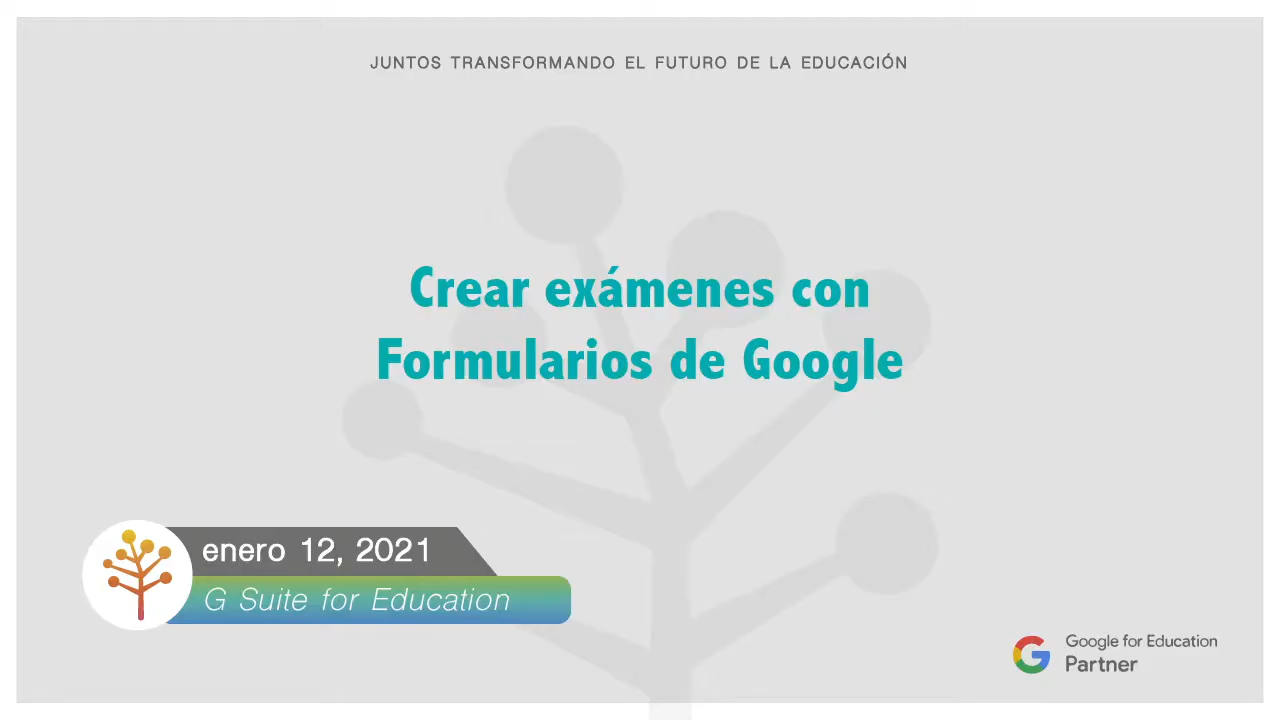 JUNTOS TRANSFORMANDO EL FUTURO DE LA EDUCACIÓN
Crear exámenes con
Formularios de Google
enero 12, 2021
G Suite for Education
Google for Education
Partner